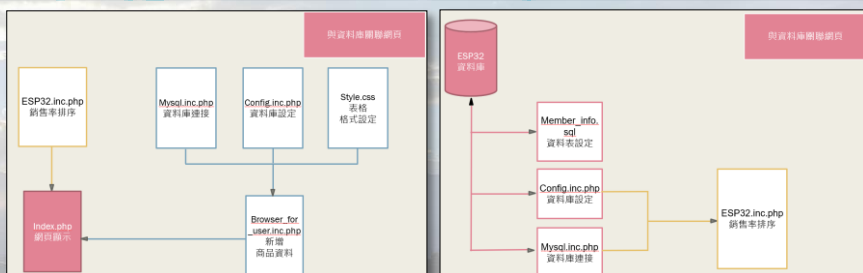 與資料庫關聯網頁
ESP32.inc.php
銷售率排序
Mysql.inc.php
資料庫連接
Config.inc.php
資料庫設定
Style.css
表格
格式設定
Index.php
網頁顯示
Browser_for
_user.inc.php
新增
商品資料
與資料庫關聯網頁
ESP32
資料庫
Member_info.
sql
資料表設定
Config.inc.php
資料庫設定
Mysql.inc.php
資料庫連接
ESP32.inc.php
銷售率排序